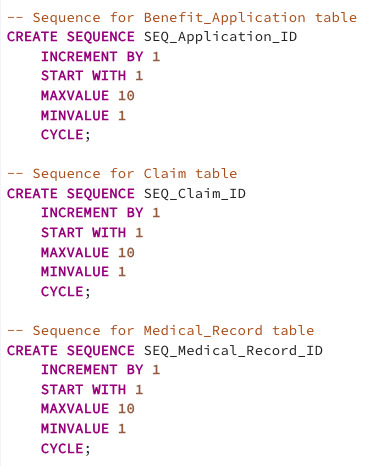 -- Sequence for Benefit_Application table
CREATE SEQUENCE SEQ_Application_ID
    INCREMENT BY 1
    START WITH 1
    MAXVALUE 10
    MINVALUE 1
    CYCLE;

-- Sequence for Claim table
CREATE SEQUENCE SEQ_Claim_ID
    INCREMENT BY 1
    START WITH 1
    MAXVALUE 10
    MINVALUE 1
    CYCLE;

-- Sequence for Medical_Record table
CREATE SEQUENCE SEQ_Medical_Record_ID
    INCREMENT BY 1
    START WITH 1
    MAXVALUE 10
    MINVALUE 1
    CYCLE;